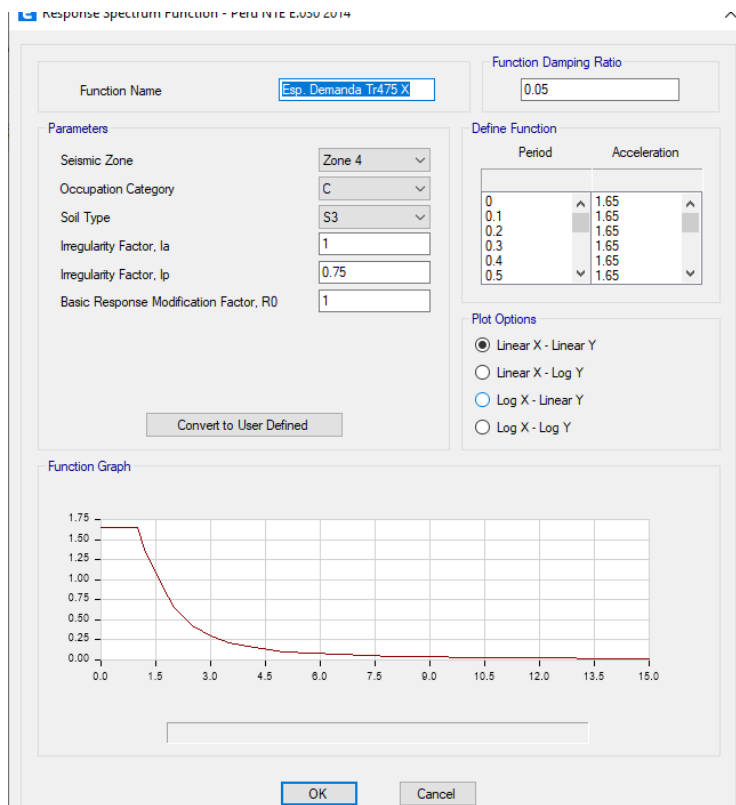 Response Spectrum Function - Peru NTE E.030 2014
Function Name
Esp. Demanda Tr475 X
Function Damping Ratio
0.05
Parameters
Seismic Zone
Zone 4
Occupation Category
C
Soil Type
S3
Irregularity Factor, Ia
1
Irregularity Factor, Ip
0.75
Basic Response Modification Factor, R0
1
Convert to User Defined
Define Function
Period Acceleration
0 1.65
0.1 1.65
0.2 1.65
0.3 1.65
0.4 1.65
0.5 1.65
Plot Options
Linear X - Linear Y
Linear X - Log Y
Log X - Linear Y
Log X - Log Y
Function Graph
1.75
1.50
1.25
1.00
0.75
0.50
0.25
0.00
0.0 1.5 3.0 4.5 6.0 7.5 9.0 10.5 12.0 13.5 15.0
OK Cancel